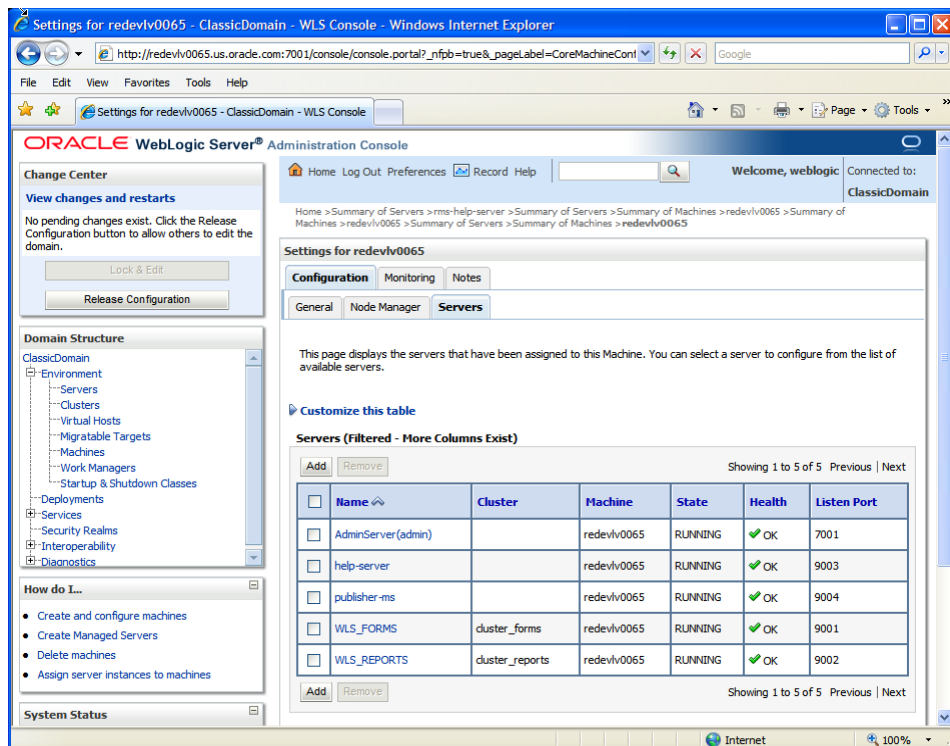 Settings for redevlv0065 - ClassicDomain - WLS Console - Windows Internet Explorer
http://redevlv0065.us.oracle.com:7001/console/console.portal?_nfpb=true&_pageLabel=CoreMachineConf
Google
File Edit View Favorites Tools Help
Settings for redevlv0065 - ClassicDomain - WLS Console
Page Tools »
ORACLE WebLogic Server® Administration Console
Change Center
View changes and restarts
No pending changes exist. Click the Release
Configuration button to allow others to edit the
domain.
Lock & Edit
Release Configuration
Domain Structure
ClassicDomain
Environment
Servers
Clusters
Virtual Hosts
Migratable Targets
Machines
Work Managers
Startup & Shutdown Classes
Deployments
Services
Security Realms
Interoperability
Diagnostics
How do I...
Create and configure machines
Create Managed Servers
Delete machines
Assign server instances to machines
System Status
Home Log Out Preferences Record Help
Welcome, weblogic
Connected to:
ClassicDomain
Home >Summary of Servers >rms-help-server >Summary of Servers >Summary of Machines >redevlv0065 >Summary of
Machines >redevlv0065 >Summary of Servers >Summary of Machines >redevlv0065
Settings for redevlv0065
Configuration Monitoring Notes
General Node Manager Servers
This page displays the servers that have been assigned to this Machine. You can select a server to configure from the list of
available servers.
Customize this table
Servers (Filtered - More Columns Exist)
Add Remove Showing 1 to 5 of 5 Previous | Next
Name Cluster Machine State Health Listen Port
AdminServer(admin) redevlv0065 RUNNING OK 7001
help-server redevlv0065 RUNNING OK 9003
publisher-ms redevlv0065 RUNNING OK 9004
WLS_FORMS cluster_forms redevlv0065 RUNNING OK 9001
WLS_REPORTS cluster_reports redevlv0065 RUNNING OK 9002
Add Remove Showing 1 to 5 of 5 Previous | Next
Internet 100%